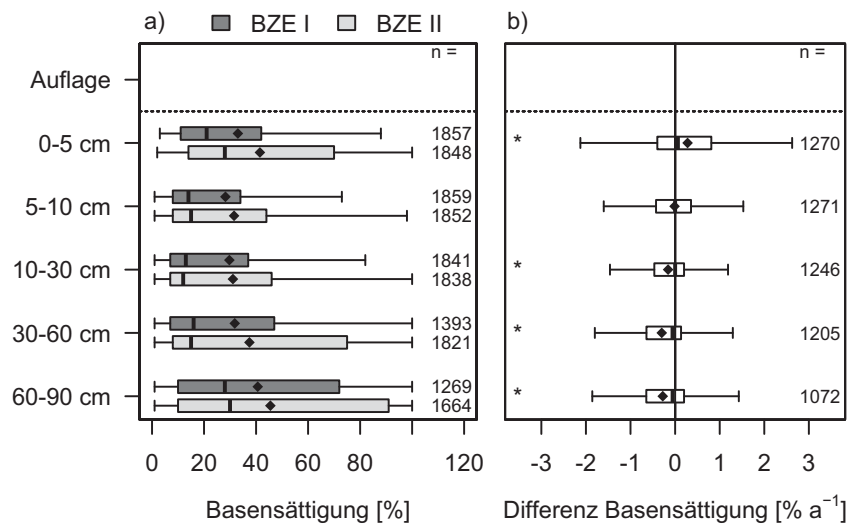 a) BZE I BZE II b)
n = n =
Auflage
0-5 cm 1857 * 1270
1848
5-10 cm 1859 1271
1852
10-30 cm 1841 * 1246
1838
30-60 cm 1393 * 1205
1821
60-90 cm 1269 * 1072
1664
0 20 40 60 80 120 -3 -2 -1 0 1 2 3
Basensättigung [%] Differenz Basensättigung [% a⁻¹]